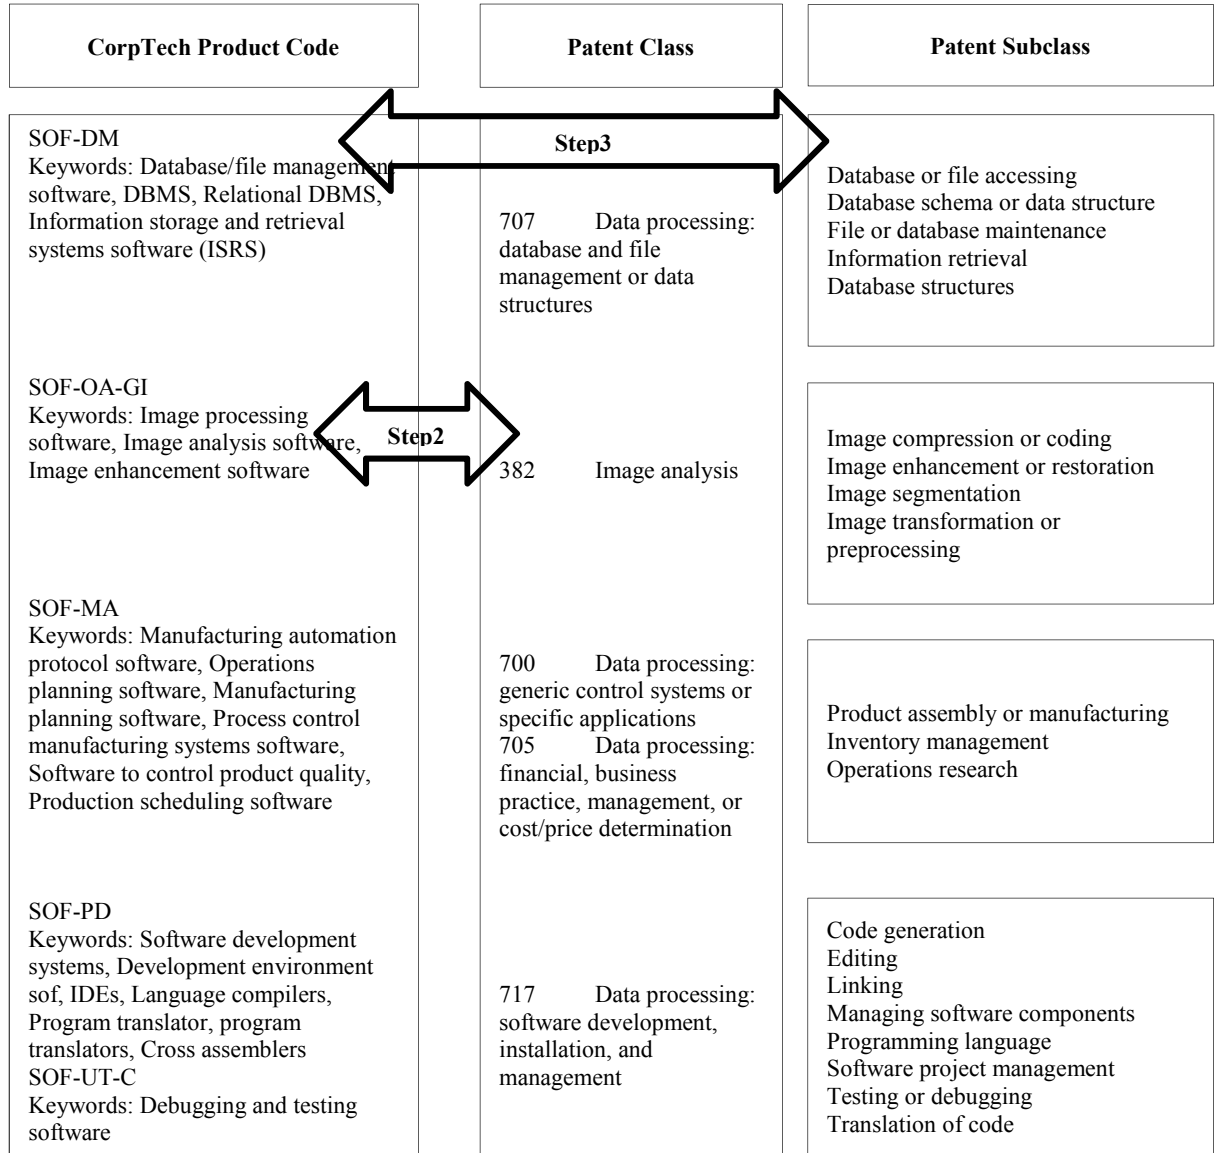 CorpTech Product Code
Patent Class
Patent Subclass
Step3
SOF-DM
Keywords: Database/file management
software, DBMS, Relational DBMS,
Information storage and retrieval
systems software (ISRS)
707 Data processing:
database and file
management or data
structures
Database or file accessing
Database schema or data structure
File or database maintenance
Information retrieval
Database structures
SOF-OA-GI
Keywords: Image processing
software, Image analysis software,
Image enhancement software
Step2
382 Image analysis
Image compression or coding
Image enhancement or restoration
Image segmentation
Image transformation or
preprocessing
SOF-MA
Keywords: Manufacturing automation
protocol software, Operations
planning software, Manufacturing
planning software, Process control
manufacturing systems software,
Software to control product quality,
Production scheduling software
700 Data processing:
generic control systems or
specific applications
705 Data processing:
financial, business
practice, management, or
cost/price determination
Product assembly or manufacturing
Inventory management
Operations research
SOF-PD
Keywords: Software development
systems, Development environment
sof, IDEs, Language compilers,
Program translator, program
translators, Cross assemblers
SOF-UT-C
Keywords: Debugging and testing
software
717 Data processing:
software development,
installation, and
management
Code generation
Editing
Linking
Managing software components
Programming language
Software project management
Testing or debugging
Translation of code